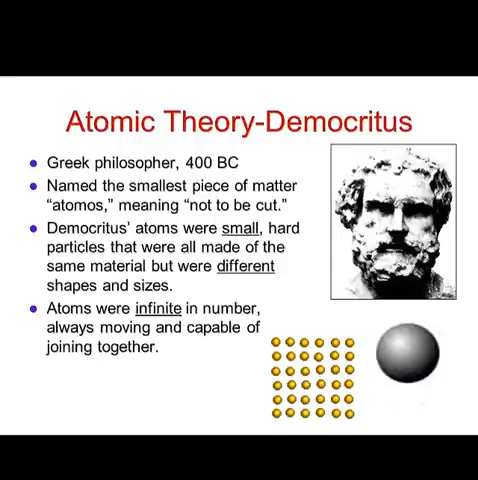 Atomic Theory-Democritus
Greek philosopher, 400 BC
Named the smallest piece of matter
“atomos,” meaning “not to be cut.”
Democritus’ atoms were small, hard
particles that were all made of the
same material but were different
shapes and sizes.
Atoms were infinite in number,
always moving and capable of
joining together.